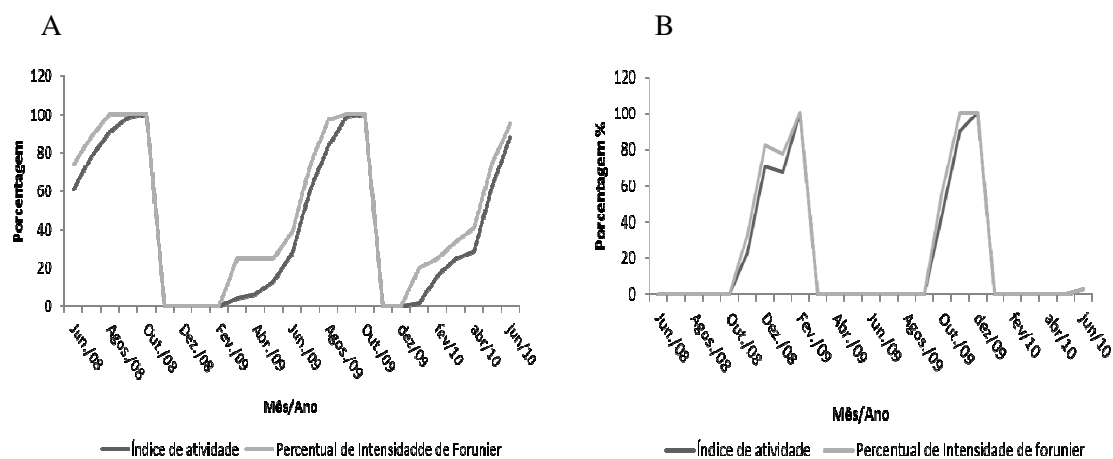 A
B
120
100
80
60
40
20
0
Porcentagem
Jun./08
Agos./08
Out./08
Dez./08
Fev./09
Abr./09
Jun./09
Agos./09
Out./09
dez/09
fev/10
abr/10
Jun/10
Mês/Ano
Índice de atividade
Percentual de Intensidadde de Forunier
120
100
80
60
40
20
0
Porcentagem %
Jun./08
Agos./08
Out./08
Dez./08
Fev./09
Abr./09
Jun./09
Agos./09
Out./09
dez/09
fev/10
abr/10
Jun/10
Mês/Ano
Índice de atividade
Percentual de Intensidade de forunier